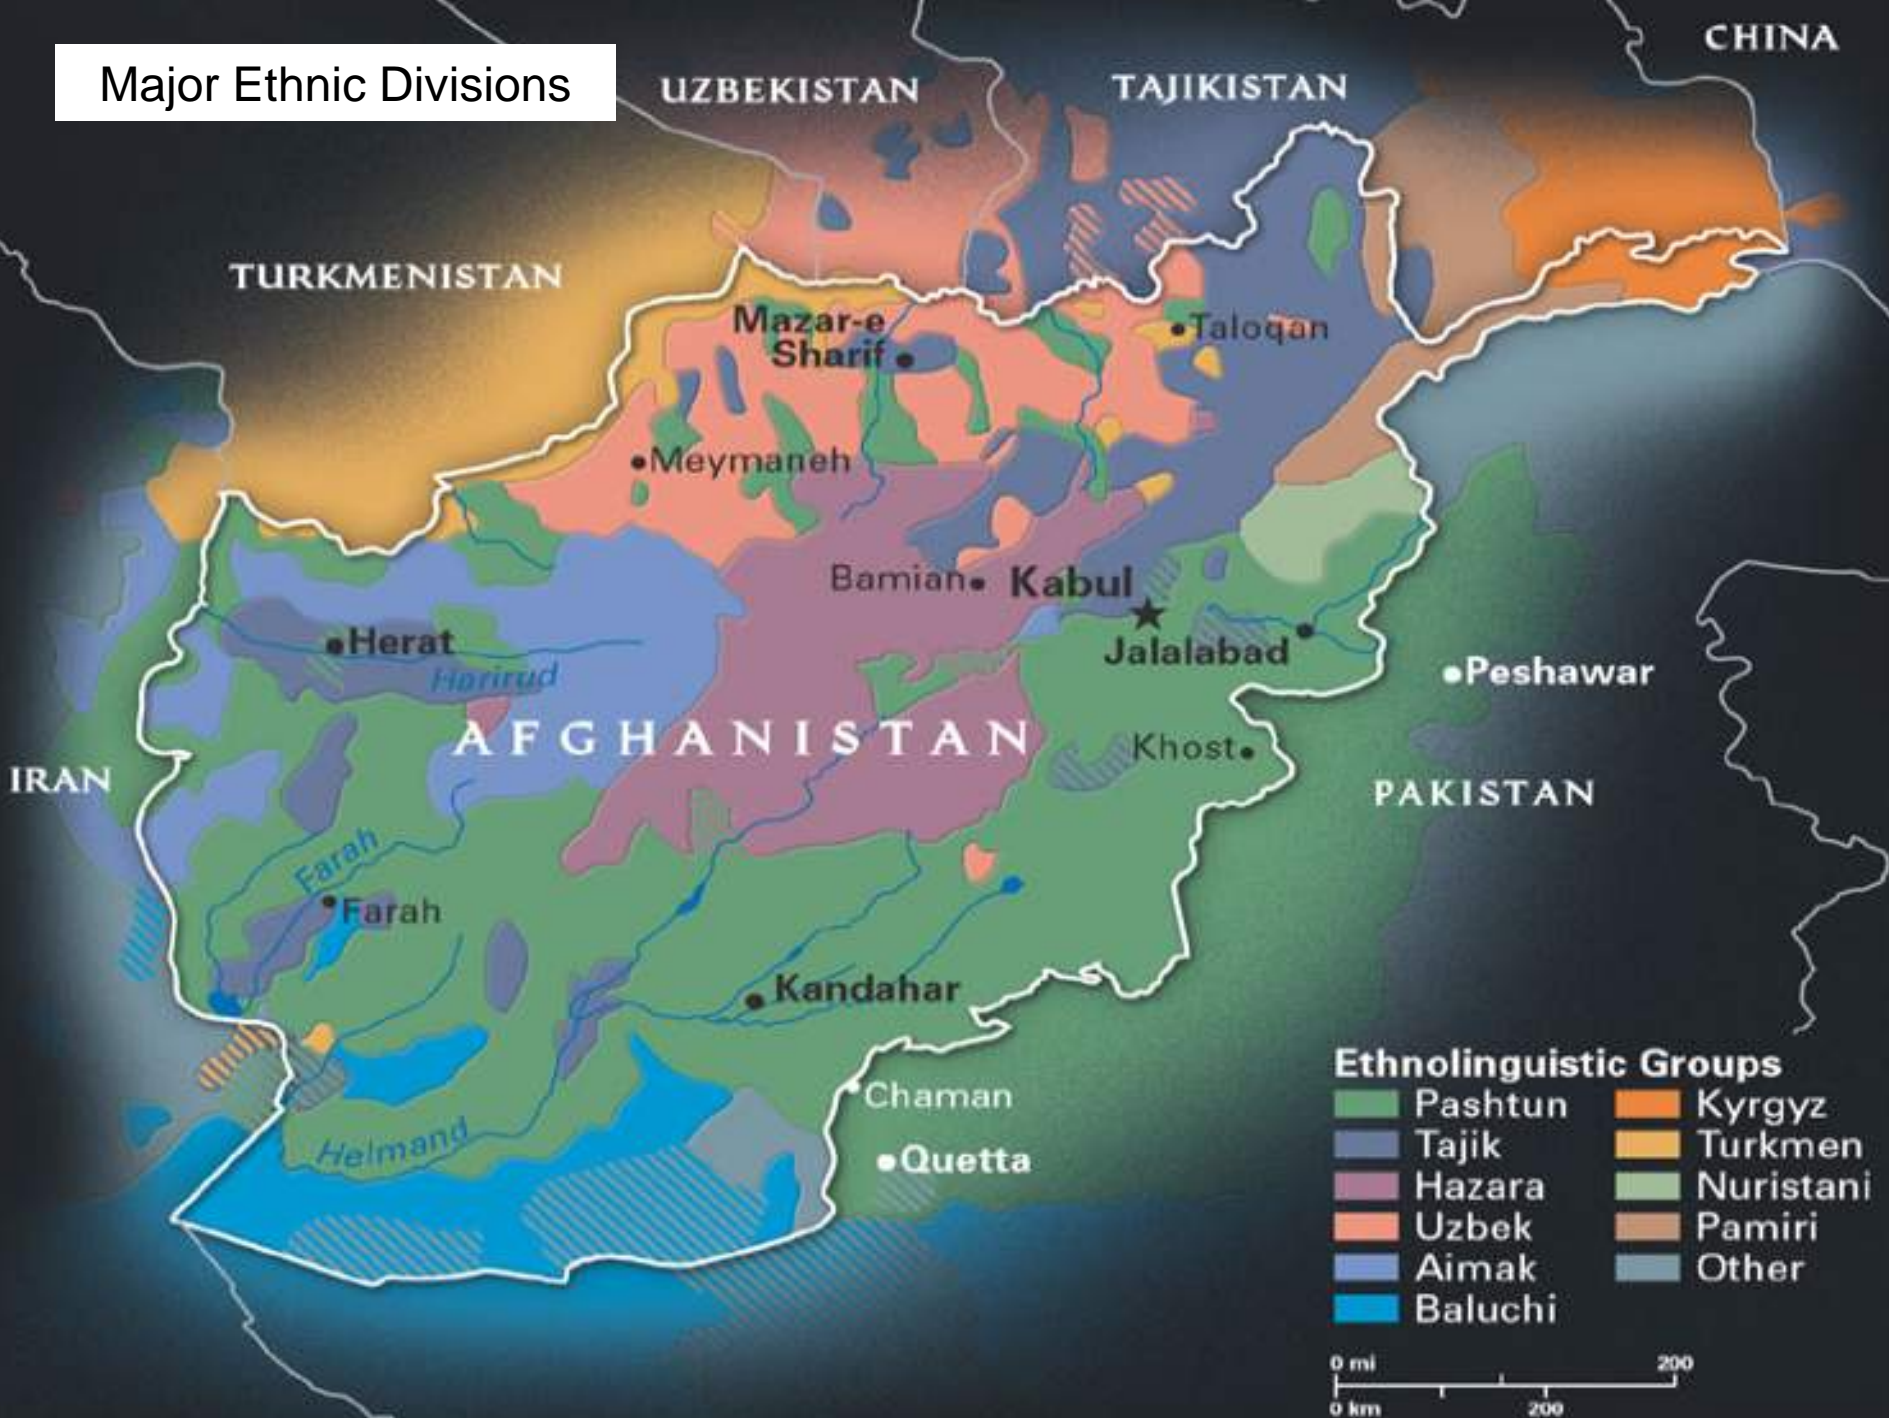 Major Ethnic Divisions
CHINA
UZBEKISTAN
TAJIKISTAN
TURKMENISTAN
Mazar-e
Sharif
Taloqan
Meymaneh
Bamian
Kabul
Herat
Harirud
Jalalabad
Peshawar
AFGHANISTAN
Khost
IRAN
PAKISTAN
Farah
Farah
Kandahar
Chaman
Helmand
Quetta
Ethnolinguistic Groups
Pashtun
Tajik
Hazara
Uzbek
Aimak
Baluchi
Kyrgyz
Turkmen
Nuristani
Pamiri
Other
0 mi 200
0 km 200